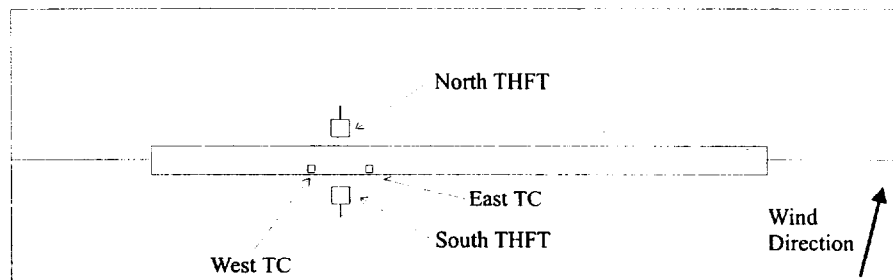 North THFT
East TC
Wind
Direction
South THFT
West TC